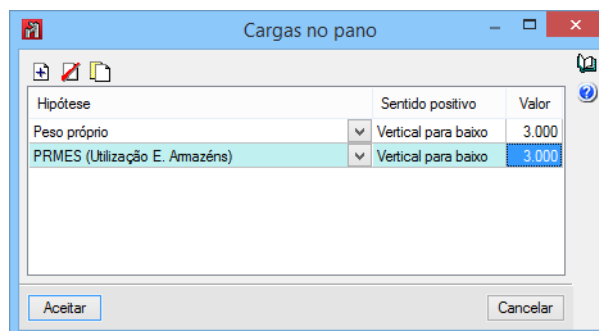 Cargas no pano
Hipótese Sentido positivo Valor
Peso próprio Vertical para baixo 3.000
PRMES (Utilização E. Armazéns) Vertical para baixo 3.000
Aceitar Cancelar